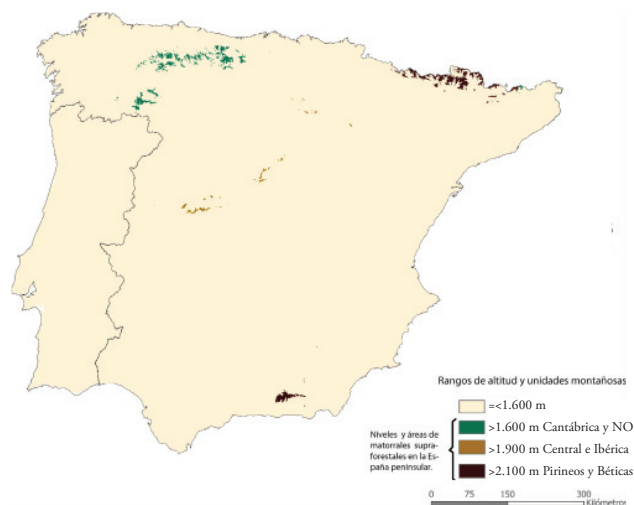 Rangos de altitud y unidades montañosas
=<1.600 m
Niveles y áreas de
matorrales supra-
forestales en la Es-
paña peninsular.
>1.600 m Cantábrica y NO
>1.900 m Central e Ibérica
>2.100 m Pirineos y Béticas
0 75 150 300
Kilómetros